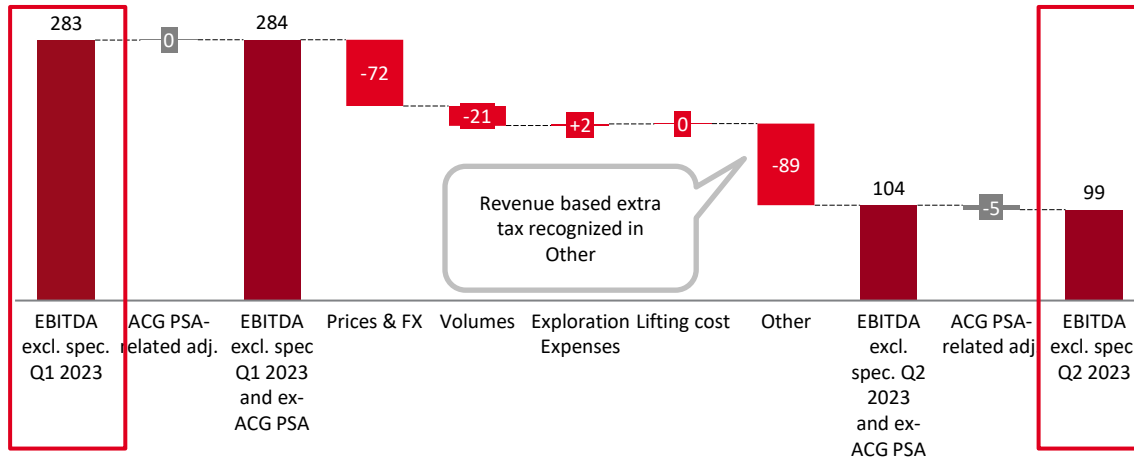 283
0
284
-72
-21
+2
0
-89
104
-5
99
Revenue based extra
tax recognized in
Other
EBITDA
excl. spec.
Q1 2023
ACG PSA-
related adj.
EBITDA
excl. spec
Q1 2023
and ex-
ACG PSA
Prices & FX
Volumes
Exploration
Expenses
Lifting cost
Other
EBITDA
excl.
spec. Q2
2023
and ex-
ACG PSA
ACG PSA-
related adj.
EBITDA
excl. spec
Q2 2023